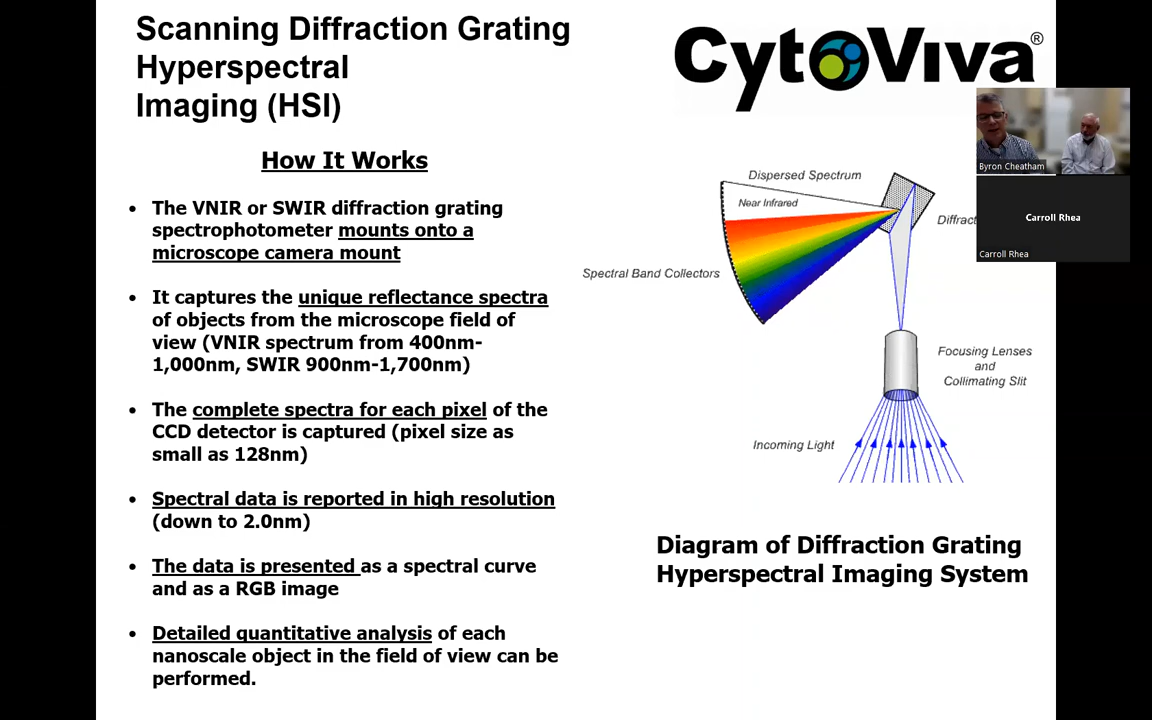 Scanning Diffraction Grating
Hyperspectral
Imaging (HSI)
CytoViva®
How It Works
• The VNIR or SWIR diffraction grating
spectrophotometer mounts onto a
microscope camera mount
• It captures the unique reflectance spectra
of objects from the microscope field of
view (VNIR spectrum from 400nm-
1,000nm, SWIR 900nm-1,700nm)
• The complete spectra for each pixel of the
CCD detector is captured (pixel size as
small as 128nm)
• Spectral data is reported in high resolution
(down to 2.0nm)
• The data is presented as a spectral curve
and as a RGB image
• Detailed quantitative analysis of each
nanoscale object in the field of view can be
performed.
Byron Cheatham
Carroll Rhea
Carroll Rhea
Dispersed Spectrum
Near Infrared
Diffract
Spectral Band Collectors
Focusing Lenses
and
Collimating Slit
Incoming Light
Diagram of Diffraction Grating
Hyperspectral Imaging System